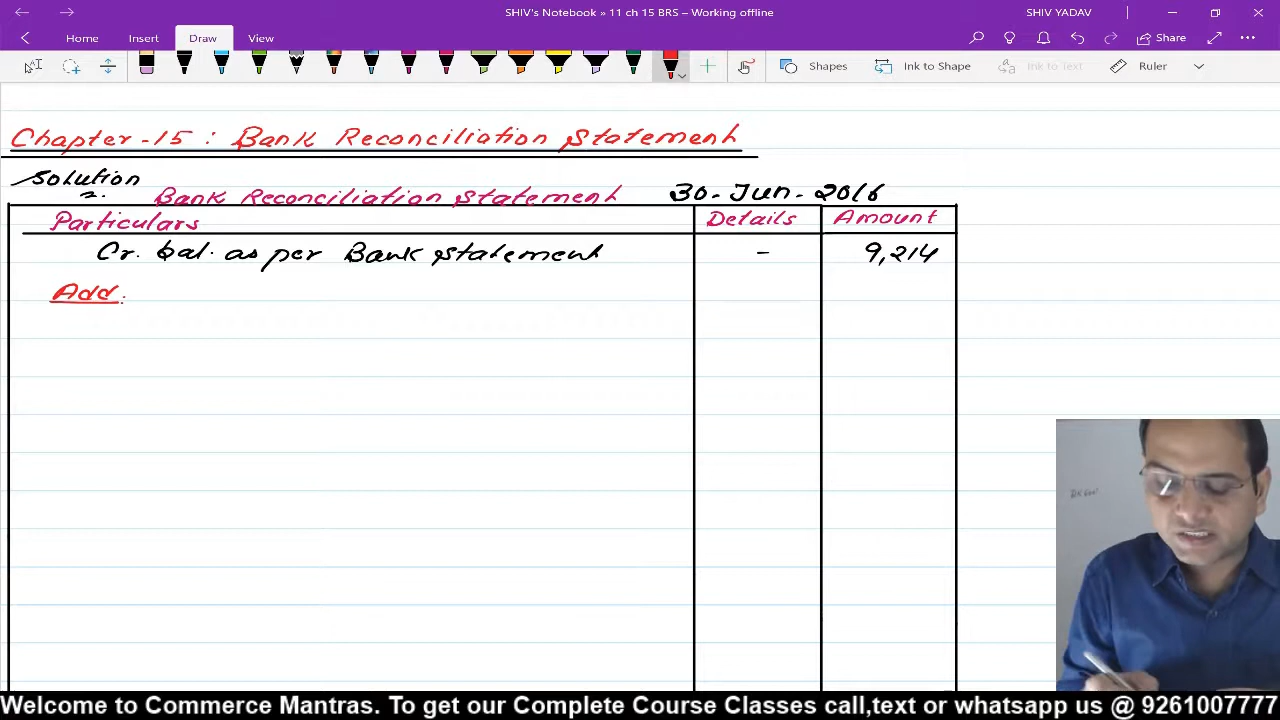 SHIV's Notebook » 11 ch 15 BRS – Working offline
SHIV YADAV
Home Insert Draw View
Share
Shapes Ink to Shape Ink to Text Ruler
Chapter-15 : Bank Reconciliation Statement
Solution
Bank Reconciliation Statement 30-Jun-2016
Particulars Details Amount
Cr. bal. as per Bank Statement - 9,214
Add:
Welcome to Commerce Mantras. To get our Complete Course Classes call,text or whatsapp us @ 9261007777